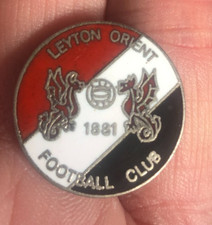 LEYTON ORIENT
1881
FOOTBALL CLUB